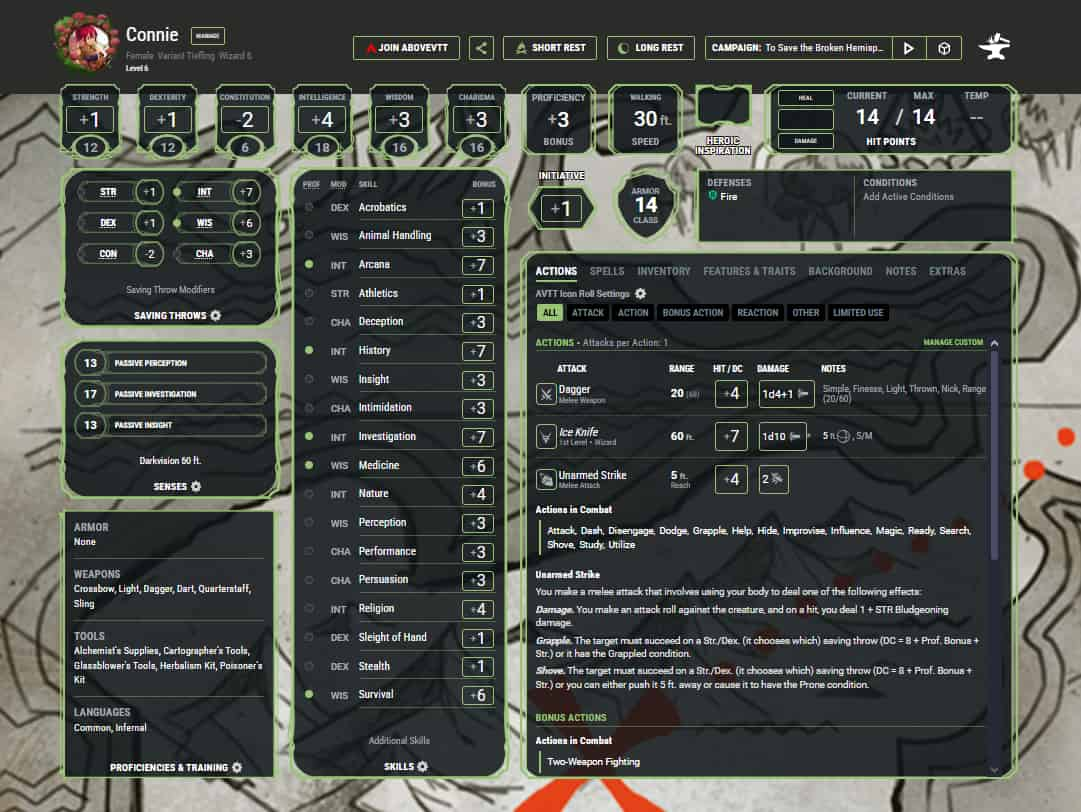 Connie MANAGE
Female Variant Tiefling Wizard 6
Level 6
JOIN ABOVEVTT
SHORT REST
LONG REST
CAMPAIGN: To Save the Broken Hemisp...
STRENGTH
+1
12
DEXTERITY
+1
12
CONSTITUTION
-2
6
INTELLIGENCE
+4
18
WISDOM
+3
16
CHARISMA
+3
16
PROFICIENCY
+3
BONUS
WALKING
30 ft.
SPEED
HEROIC
INSPIRATION
HEAL
DAMAGE
CURRENT MAX TEMP
14 / 14 --
HIT POINTS
STR +1 INT +7
DEX +1 WIS +6
CON -2 CHA +3
Saving Throw Modifiers
SAVING THROWS
13 PASSIVE PERCEPTION
17 PASSIVE INVESTIGATION
13 PASSIVE INSIGHT
Darkvision 60 ft.
SENSES
ARMOR
None
WEAPONS
Crossbow, Light, Dagger, Dart, Quarterstaff,
Sling
TOOLS
Alchemist's Supplies, Cartographer's Tools,
Glassblower's Tools, Herbalism Kit, Poisoner's
Kit
LANGUAGES
Common, Infernal
PROFICIENCIES & TRAINING
PROF MOD SKILL BONUS
DEX Acrobatics +1
WIS Animal Handling +3
INT Arcana +7
STR Athletics +1
CHA Deception +3
INT History +7
WIS Insight +3
CHA Intimidation +3
INT Investigation +7
WIS Medicine +6
INT Nature +4
WIS Perception +3
CHA Performance +3
CHA Persuasion +3
INT Religion +4
DEX Sleight of Hand +1
DEX Stealth +1
WIS Survival +6
Additional Skills
SKILLS
INITIATIVE
+1
ARMOR
14
CLASS
DEFENSES
Fire
CONDITIONS
Add Active Conditions
ACTIONS SPELLS INVENTORY FEATURES & TRAITS BACKGROUND NOTES EXTRAS
AVTT Icon Roll Settings
ALL ATTACK ACTION BONUS ACTION REACTION OTHER LIMITED USE
ACTIONS • Attacks per Action: 1 MANAGE CUSTOM
ATTACK RANGE HIT / DC DAMAGE NOTES
Dagger
Melee Weapon
20 (60) +4 1d4+1
Simple, Finesse, Light, Thrown, Nick, Range
(20/60)
Ice Knife
1st Level • Wizard
60 ft. +7 1d10 5 ft. , S/M
Unarmed Strike
Melee Attack
5 ft.
Reach
+4 2
Actions in Combat
Attack, Dash, Disengage, Dodge, Grapple, Help, Hide, Improvise, Influence, Magic, Ready, Search,
Shove, Study, Utilize
Unarmed Strike
You make a melee attack that involves using your body to deal one of the following effects:
Damage. You make an attack roll against the creature, and on a hit, you deal 1 + STR Bludgeoning
damage.
Grapple. The target must succeed on a Str./Dex. (it chooses which) saving throw (DC = 8 + Prof. Bonus +
Str.) or it has the Grappled condition.
Shove. The target must succeed on a Str./Dex. (it chooses which) saving throw (DC = 8 + Prof. Bonus +
Str.) or you can either push it 5 ft. away or cause it to have the Prone condition.
BONUS ACTIONS
Actions in Combat
Two-Weapon Fighting